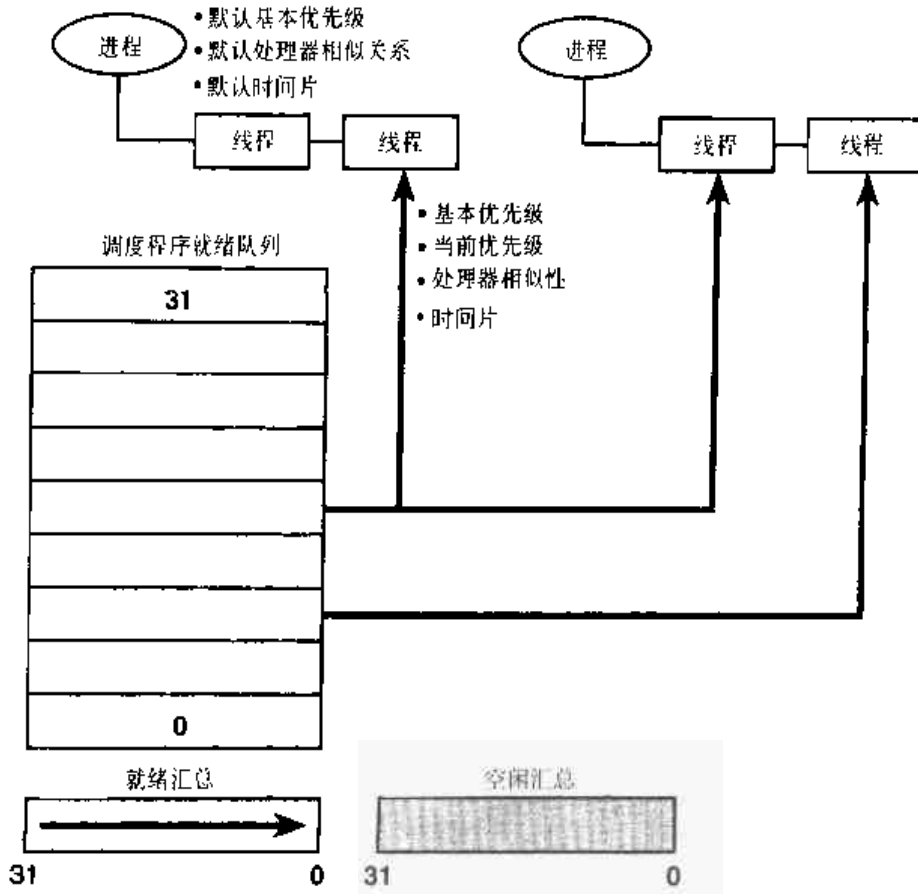 进程
• 默认基本优先级
• 默认处理器相似关系
• 默认时间片
进程
线程
线程
线程
线程
• 基本优先级
• 当前优先级
• 处理器相似性
• 时间片
调度程序就绪队列
31
0
就绪汇总
空闲汇总
31
0
31
0